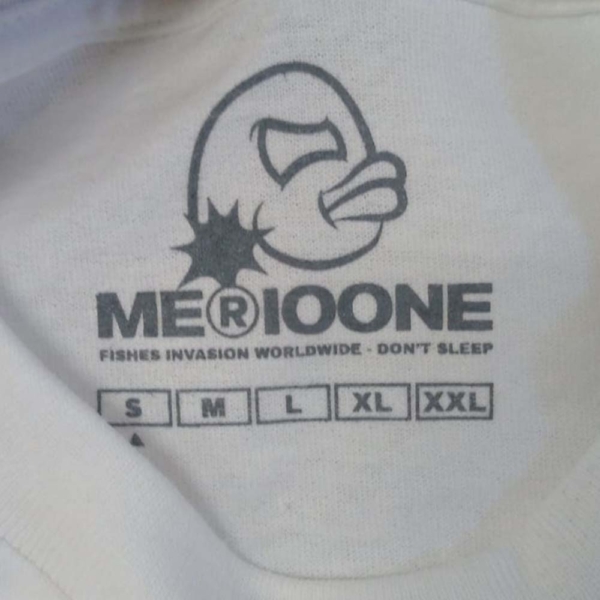 ME®IOONE
FISHES INVASION WORLDWIDE - DON'T SLEEP
S M L XL XXL